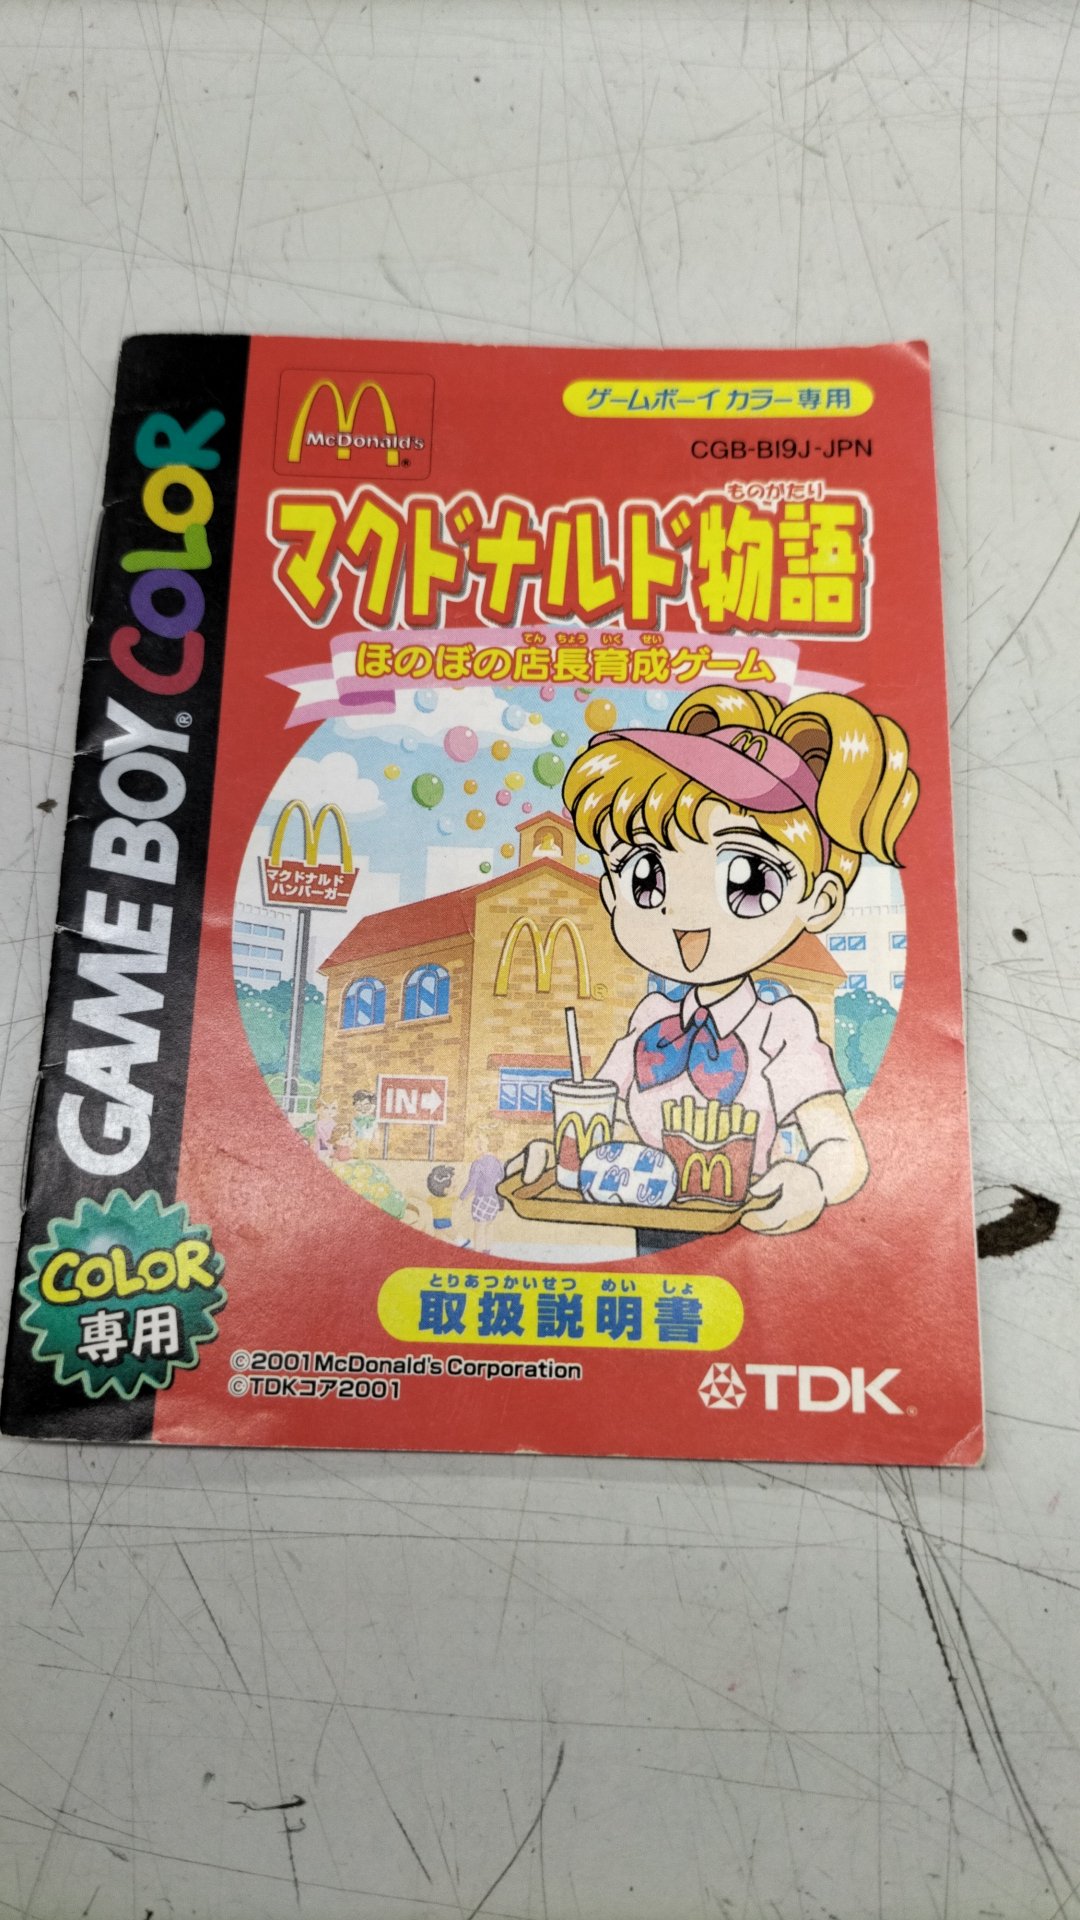 GAME BOY® COLOR
McDonald's®
ゲームボーイカラー専用
CGB-BI9J-JPN
ものがたり
マクドナルド物語
てんちょういくせい
ほのぼの店長育成ゲーム
M
マクドナルド
ハンバーガー
M
®
IN→
とりあつかいせつめいしょ
取扱説明書
COLOR
専用
©2001 McDonald's Corporation
©TDKコア2001
TDK®